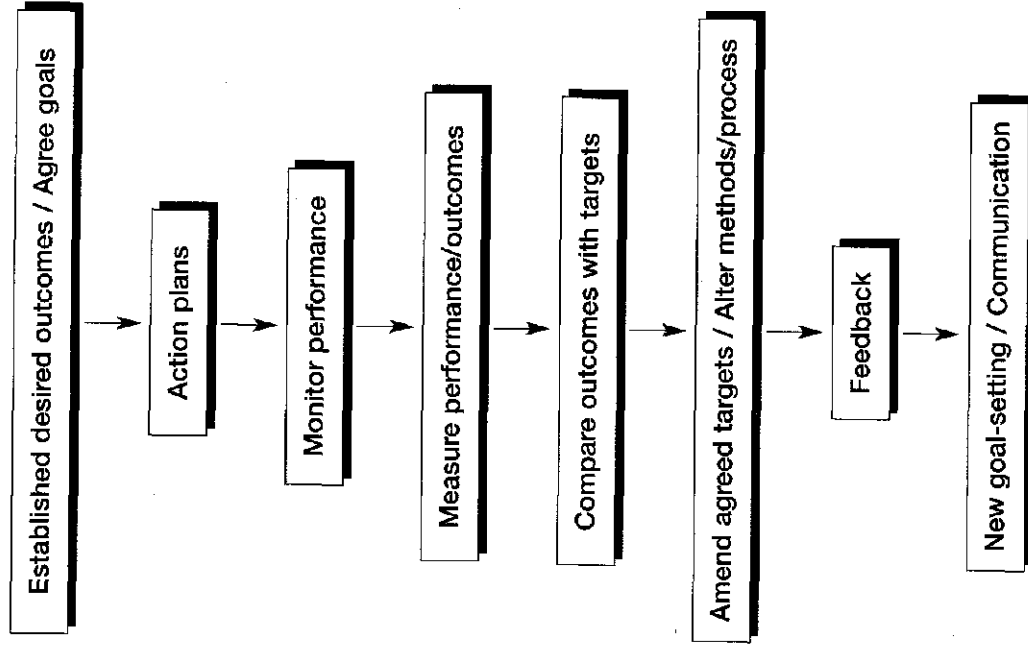 Established desired outcomes / Agree goals
Action plans
Monitor performance
Measure performance/outcomes
Compare outcomes with targets
Amend agreed targets / Alter methods/process
Feedback
New goal-setting / Communication